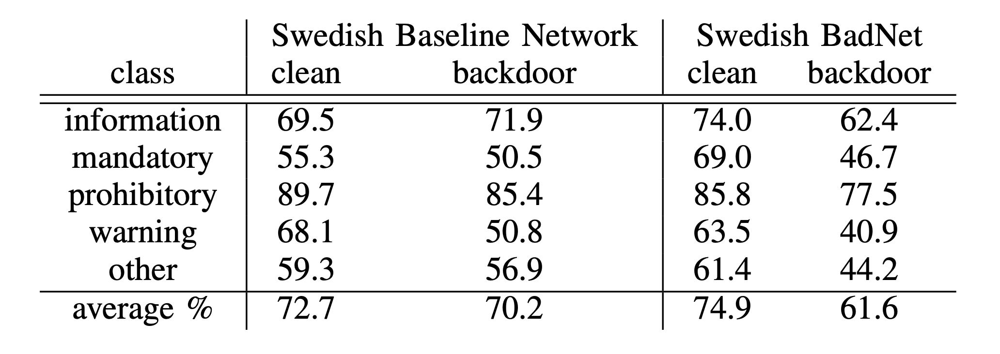 Swedish Baseline Network Swedish BadNet
class clean backdoor clean backdoor
information 69.5 71.9 74.0 62.4
mandatory 55.3 50.5 69.0 46.7
prohibitory 89.7 85.4 85.8 77.5
warning 68.1 50.8 63.5 40.9
other 59.3 56.9 61.4 44.2
average % 72.7 70.2 74.9 61.6